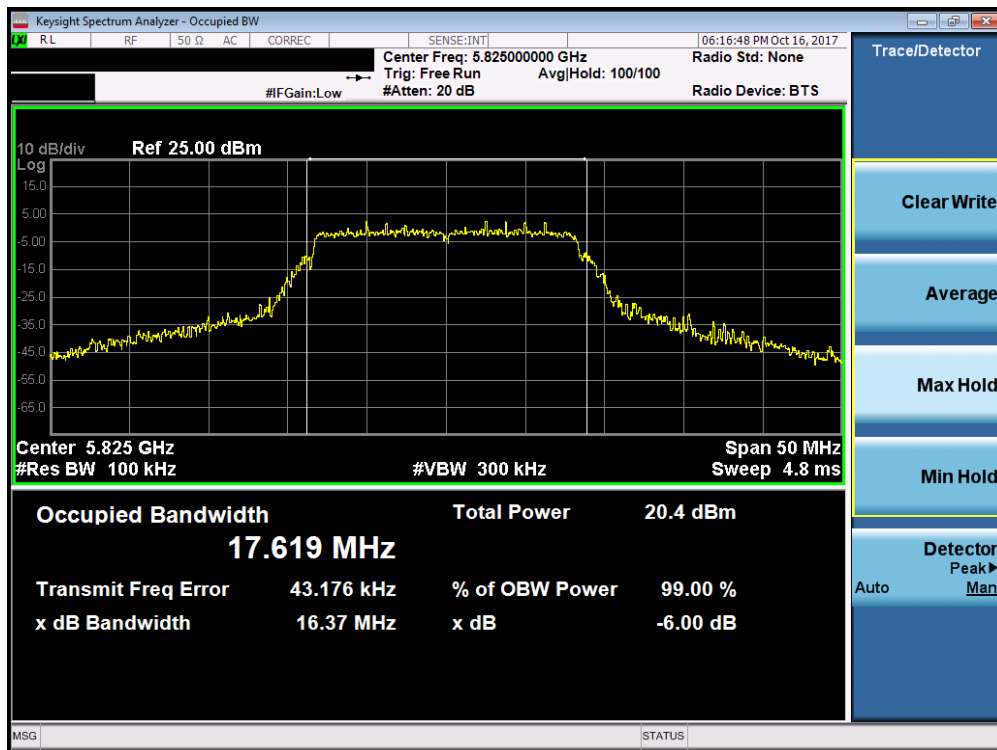 Keysight Spectrum Analyzer - Occupied BW
LXI RL RF 50 Ω AC CORREC SENSE:INT 06:16:48 PM Oct 16, 2017
Center Freq: 5.825000000 GHz Radio Std: None
Trig: Free Run Avg|Hold: 100/100
#IFGain:Low #Atten: 20 dB Radio Device: BTS
Trace/Detector
10 dB/div Ref 25.00 dBm
Log
15.0
5.00
-5.00
-15.0
-25.0
-35.0
-45.0
-55.0
-65.0
Center 5.825 GHz Span 50 MHz
#Res BW 100 kHz #VBW 300 kHz Sweep 4.8 ms
Occupied Bandwidth Total Power 20.4 dBm
17.619 MHz
Transmit Freq Error 43.176 kHz % of OBW Power 99.00 %
x dB Bandwidth 16.37 MHz x dB -6.00 dB
Clear Write
Average
Max Hold
Min Hold
Detector
Peak▶
Auto Man
MSG STATUS